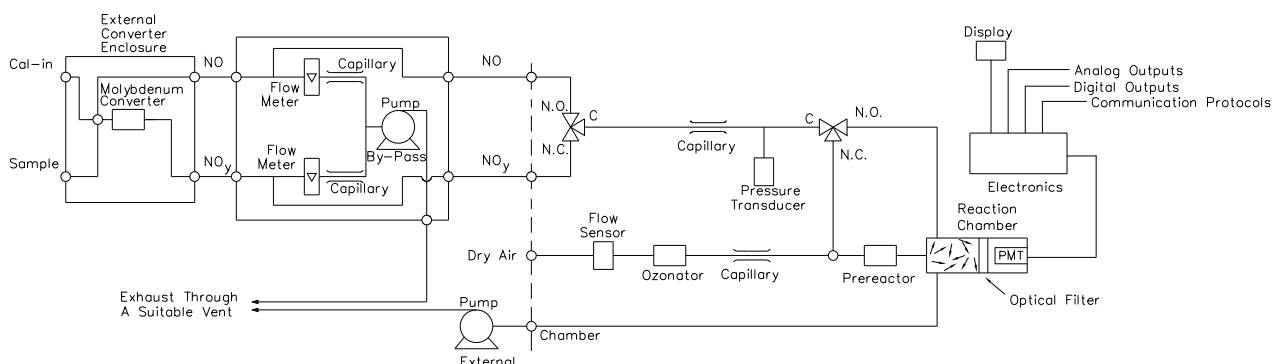 External
Converter
Enclosure
Cal-in
Molybdenum
Converter
Sample
NO
NOy
Capillary
Flow
Meter
Pump
By-Pass
Flow
Meter
Capillary
NO
NOy
N.O.
C
N.C.
Capillary
Pressure
Transducer
C
N.O.
N.C.
Display
Analog Outputs
Digital Outputs
Communication Protocols
Electronics
Reaction
Chamber
PMT
Optical Filter
Dry Air
Flow
Sensor
Ozonator
Capillary
Prereactor
Exhaust Through
A Suitable Vent
Pump
External
Chamber